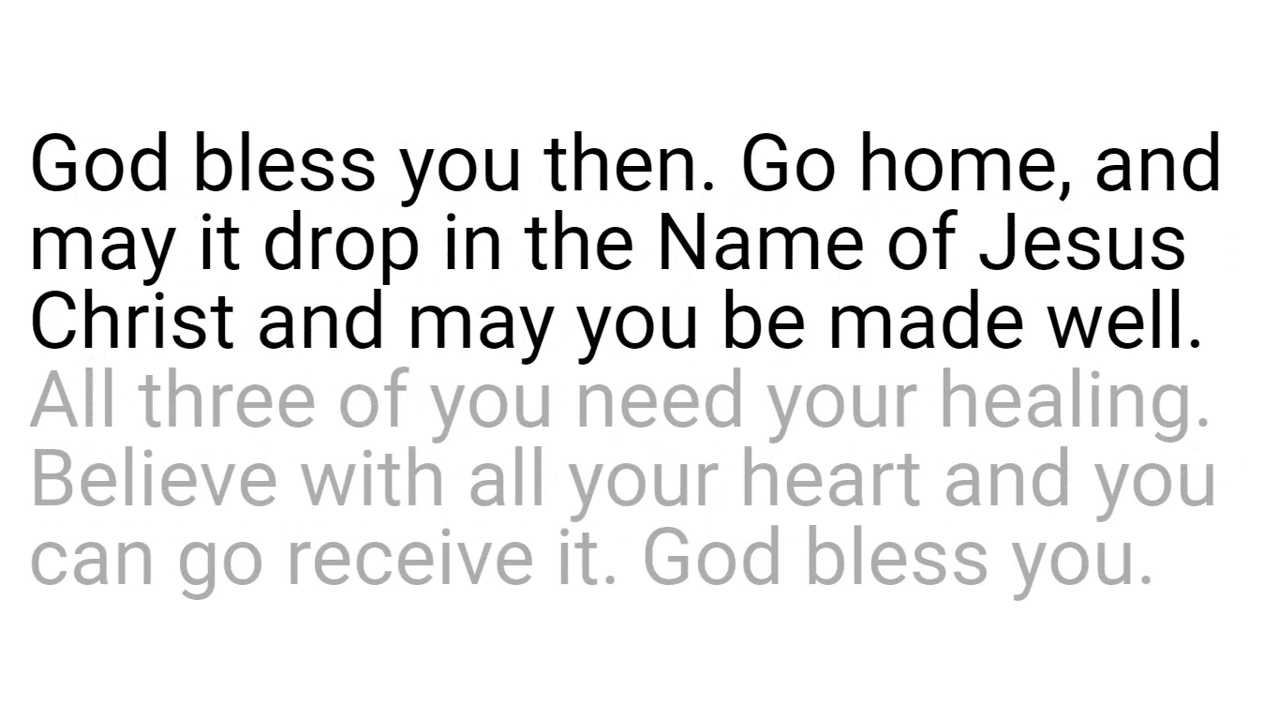 God bless you then. Go home, and
may it drop in the Name of Jesus
Christ and may you be made well.
All three of you need your healing.
Believe with all your heart and you
can go receive it. God bless you.